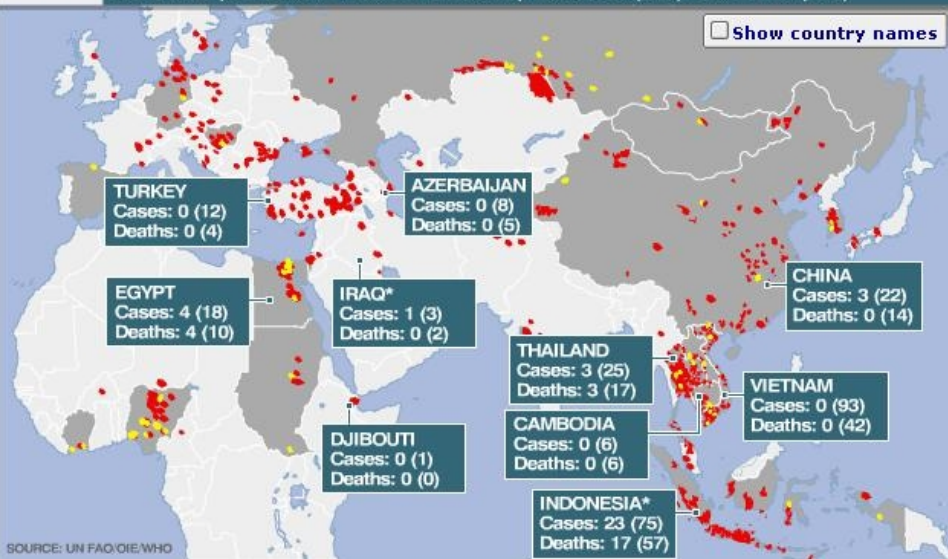 Show country names
TURKEY
Cases: 0 (12)
Deaths: 0 (4)
AZERBAIJAN
Cases: 0 (8)
Deaths: 0 (5)
EGYPT
Cases: 4 (18)
Deaths: 4 (10)
IRAQ*
Cases: 1 (3)
Deaths: 0 (2)
CHINA
Cases: 3 (22)
Deaths: 0 (14)
THAILAND
Cases: 3 (25)
Deaths: 3 (17)
VIETNAM
Cases: 0 (93)
Deaths: 0 (42)
CAMBODIA
Cases: 0 (6)
Deaths: 0 (6)
DJIBOUTI
Cases: 0 (1)
Deaths: 0 (0)
INDONESIA*
Cases: 23 (75)
Deaths: 17 (57)
SOURCE: UN FAO/OIE/WHO